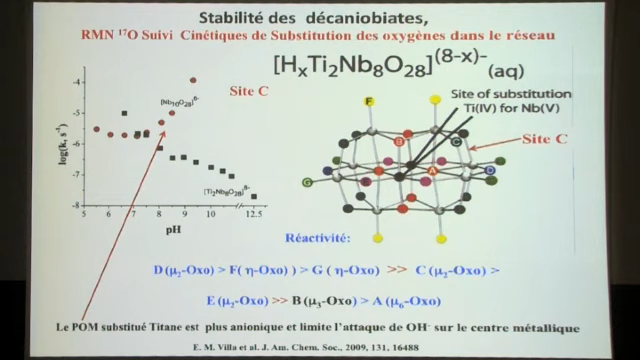 Stabilité des décaniobiates,
RMN ¹⁷O Suivi Cinétiques de Substitution des oxygènes dans le réseau
[HₓTi₂Nb₈O₂₈]⁽⁸⁻ˣ⁾⁻(aq)
Site C
[Nb₁₀O₂₈]⁶⁻
[Ti₂Nb₈O₂₈]⁸⁻
log(k, s⁻¹)
-4
-5
-6
-7
-8
5 6 7 8 9 10 11 12.5
pH
Site of substitution
Ti(IV) for Nb(V)
Site C
F
B
C
A
D
G
E
Réactivité:
D (μ₂-Oxo) > F( η-Oxo) ) > G ( η-Oxo) >> C (μ₂-Oxo) >
E (μ₂-Oxo) >> B (μ₃-Oxo) > A (μ₆-Oxo)
Le POM substitué Titane est plus anionique et limite l'attaque de OH⁻ sur le centre métallique
E. M. Villa et al. J. Am. Chem. Soc., 2009, 131, 16488